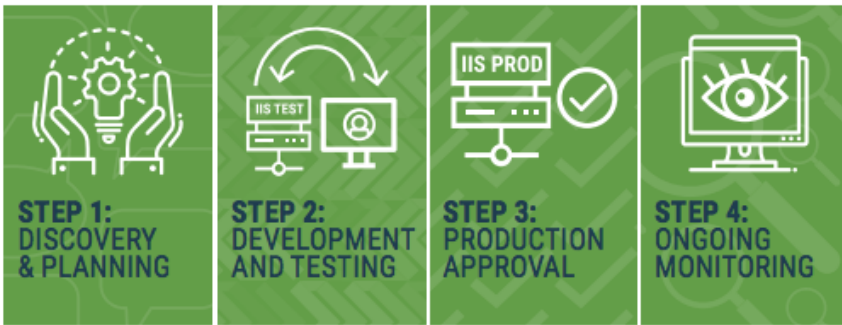 STEP 1:
DISCOVERY
& PLANNING
IIS TEST
STEP 2:
DEVELOPMENT
AND TESTING
IIS PROD
STEP 3:
PRODUCTION
APPROVAL
STEP 4:
ONGOING
MONITORING